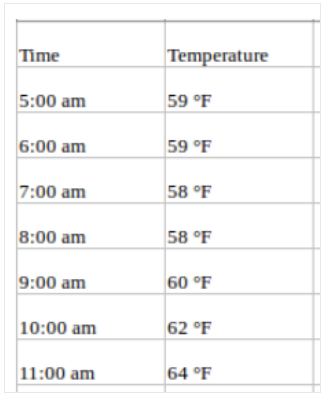 Time Temperature
5:00 am 59 °F
6:00 am 59 °F
7:00 am 58 °F
8:00 am 58 °F
9:00 am 60 °F
10:00 am 62 °F
11:00 am 64 °F